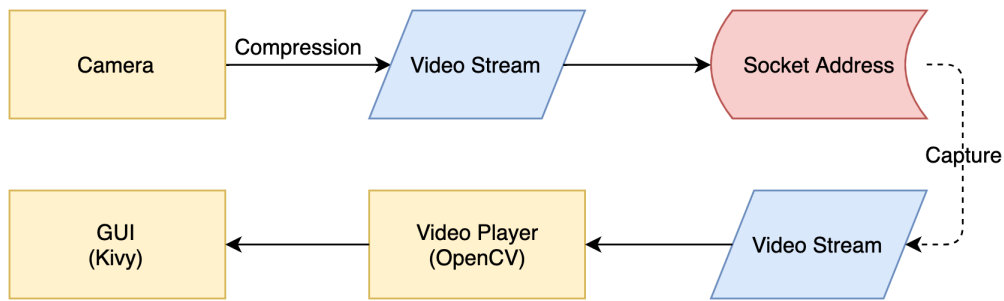 Camera
Compression
Video Stream
Socket Address
Capture
Video Stream
Video Player
(OpenCV)
GUI
(Kivy)